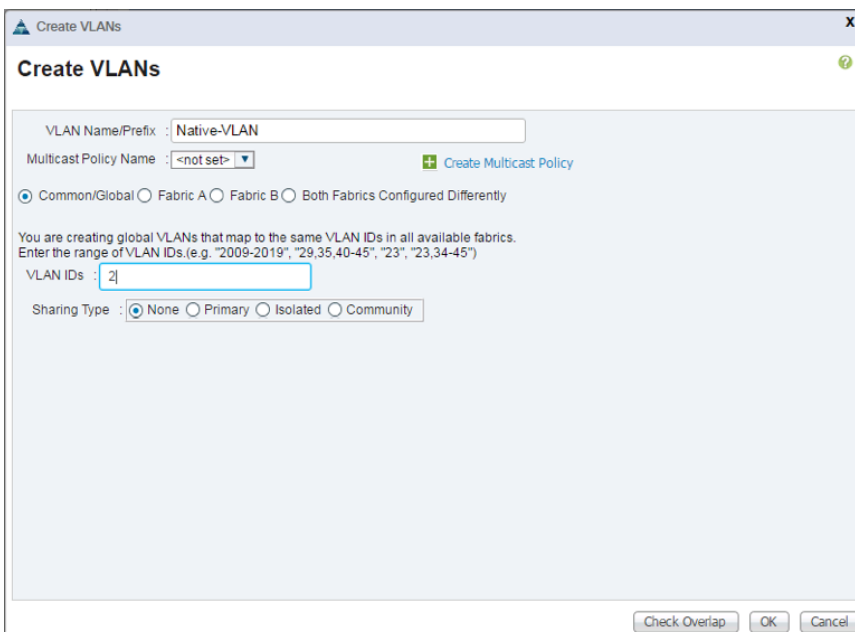 Create VLANs
X
Create VLANs
?
VLAN Name/Prefix : Native-VLAN
Multicast Policy Name : <not set> Create Multicast Policy
Common/Global Fabric A Fabric B Both Fabrics Configured Differently
You are creating global VLANs that map to the same VLAN IDs in all available fabrics.
Enter the range of VLAN IDs.(e.g. "2009-2019", "29,35,40-45", "23", "23,34-45")
VLAN IDs : 2
Sharing Type : None Primary Isolated Community
Check Overlap OK Cancel